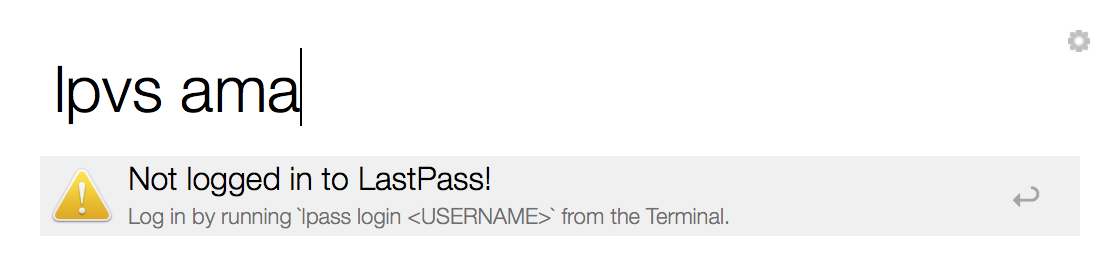 lpvs ama
Not logged in to LastPass!
Log in by running `lpass login <USERNAME>` from the Terminal.